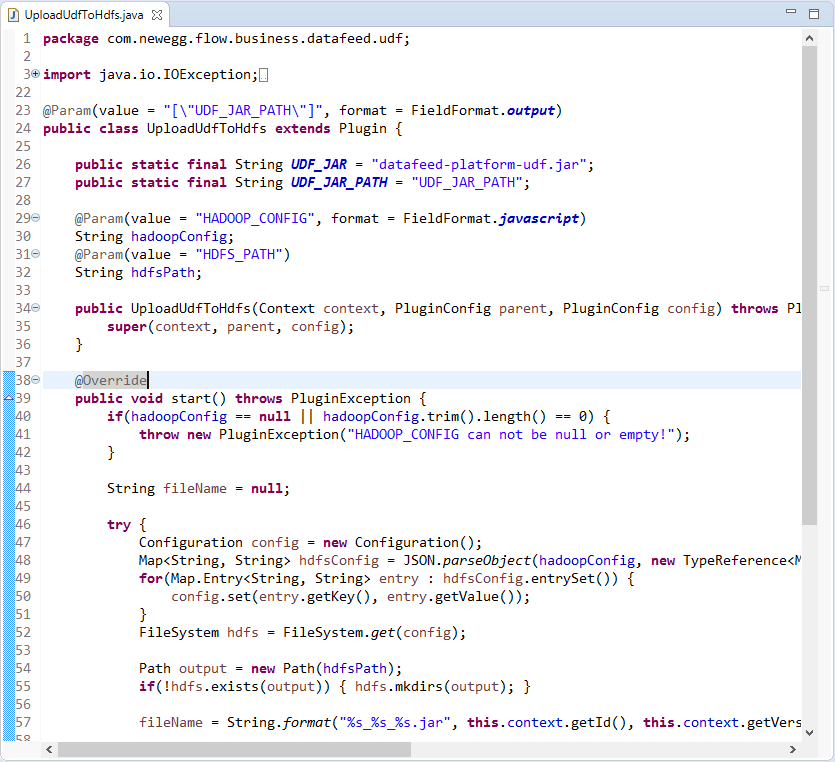 UploadUdfToHdfs.java
1 package com.newegg.flow.business.datafeed.udf;
2
3 import java.io.IOException;
22
23 @Param(value = "[\"UDF_JAR_PATH\"]", format = FieldFormat.output)
24 public class UploadUdfToHdfs extends Plugin {
25
26     public static final String UDF_JAR = "datafeed-platform-udf.jar";
27     public static final String UDF_JAR_PATH = "UDF_JAR_PATH";
28
29     @Param(value = "HADOOP_CONFIG", format = FieldFormat.javascript)
30     String hadoopConfig;
31     @Param(value = "HDFS_PATH")
32     String hdfsPath;
33
34     public UploadUdfToHdfs(Context context, PluginConfig parent, PluginConfig config) throws Pl
35         super(context, parent, config);
36     }
37
38     @Override
39     public void start() throws PluginException {
40         if(hadoopConfig == null || hadoopConfig.trim().length() == 0) {
41             throw new PluginException("HADOOP_CONFIG can not be null or empty!");
42         }
43
44         String fileName = null;
45
46         try {
47             Configuration config = new Configuration();
48             Map<String, String> hdfsConfig = JSON.parseObject(hadoopConfig, new TypeReference<M
49             for(Map.Entry<String, String> entry : hdfsConfig.entrySet()) {
50                 config.set(entry.getKey(), entry.getValue());
51             }
52             FileSystem hdfs = FileSystem.get(config);
53
54             Path output = new Path(hdfsPath);
55             if(!hdfs.exists(output)) { hdfs.mkdirs(output); }
56
57             fileName = String.format("%s_%s_%s.jar", this.context.getId(), this.context.getVers
58